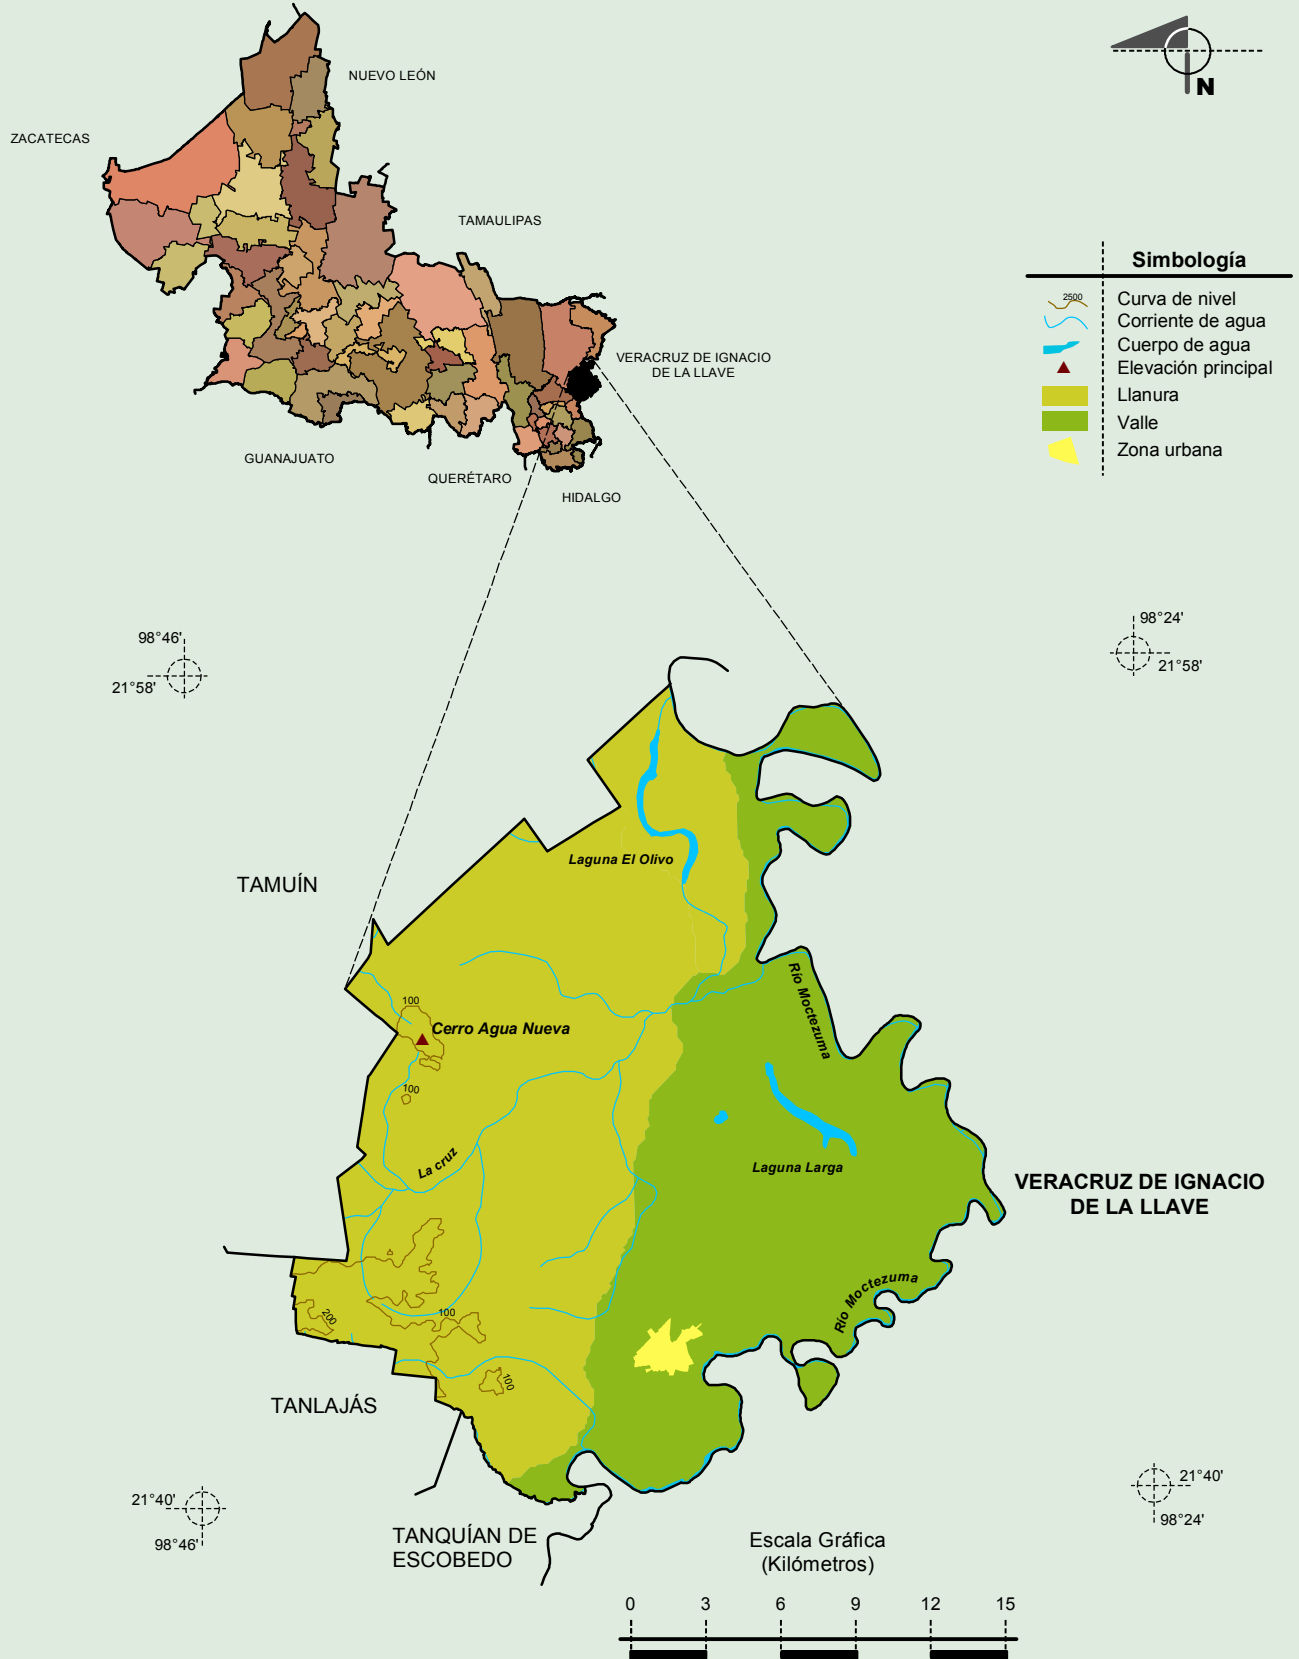 N
NUEVO LEÓN
ZACATECAS
TAMAULIPAS
VERACRUZ DE IGNACIO
DE LA LLAVE
GUANAJUATO
QUERÉTARO
HIDALGO
Simbología
2500
Curva de nivel
Corriente de agua
Cuerpo de agua
Elevación principal
Llanura
Valle
Zona urbana
98°46'
21°58'
98°24'
21°58'
TAMUÍN
Laguna El Olivo
Río Moctezuma
100
Cerro Agua Nueva
100
La cruz
Laguna Larga
VERACRUZ DE IGNACIO
DE LA LLAVE
Río Moctezuma
200
100
100
TANLAJÁS
21°40'
98°46'
21°40'
98°24'
TANQUÍAN DE
ESCOBEDO
Escala Gráfica
(Kilómetros)
0 3 6 9 12 15